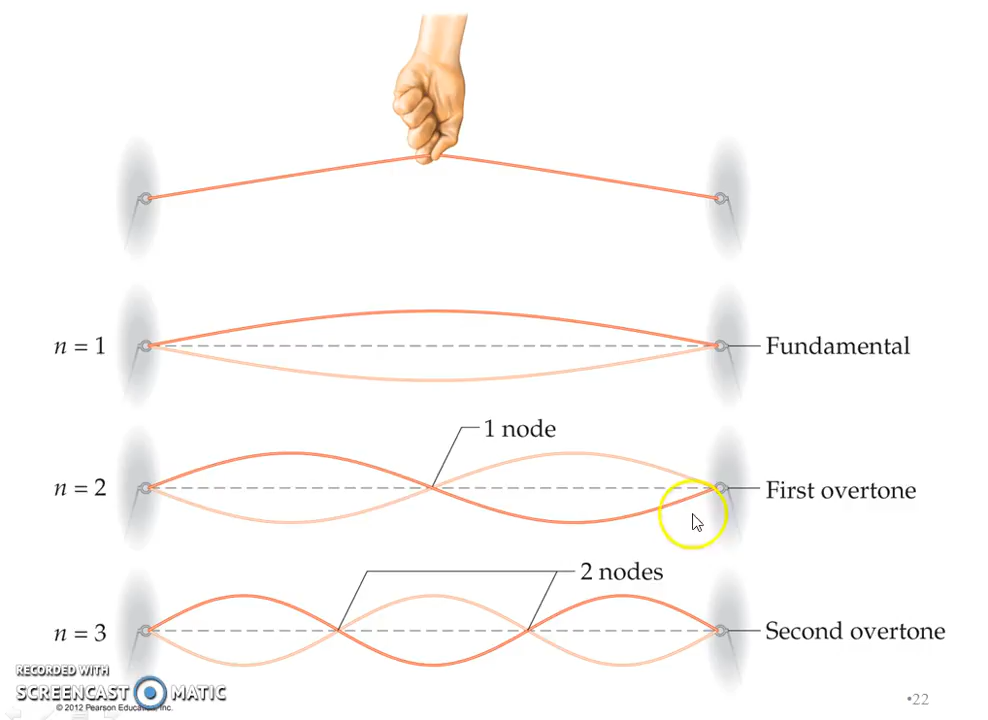 n = 1
Fundamental
1 node
n = 2
First overtone
2 nodes
n = 3
Second overtone
RECORDED WITH
SCREENCAST MATIC
© 2012 Pearson Education, Inc.
•22